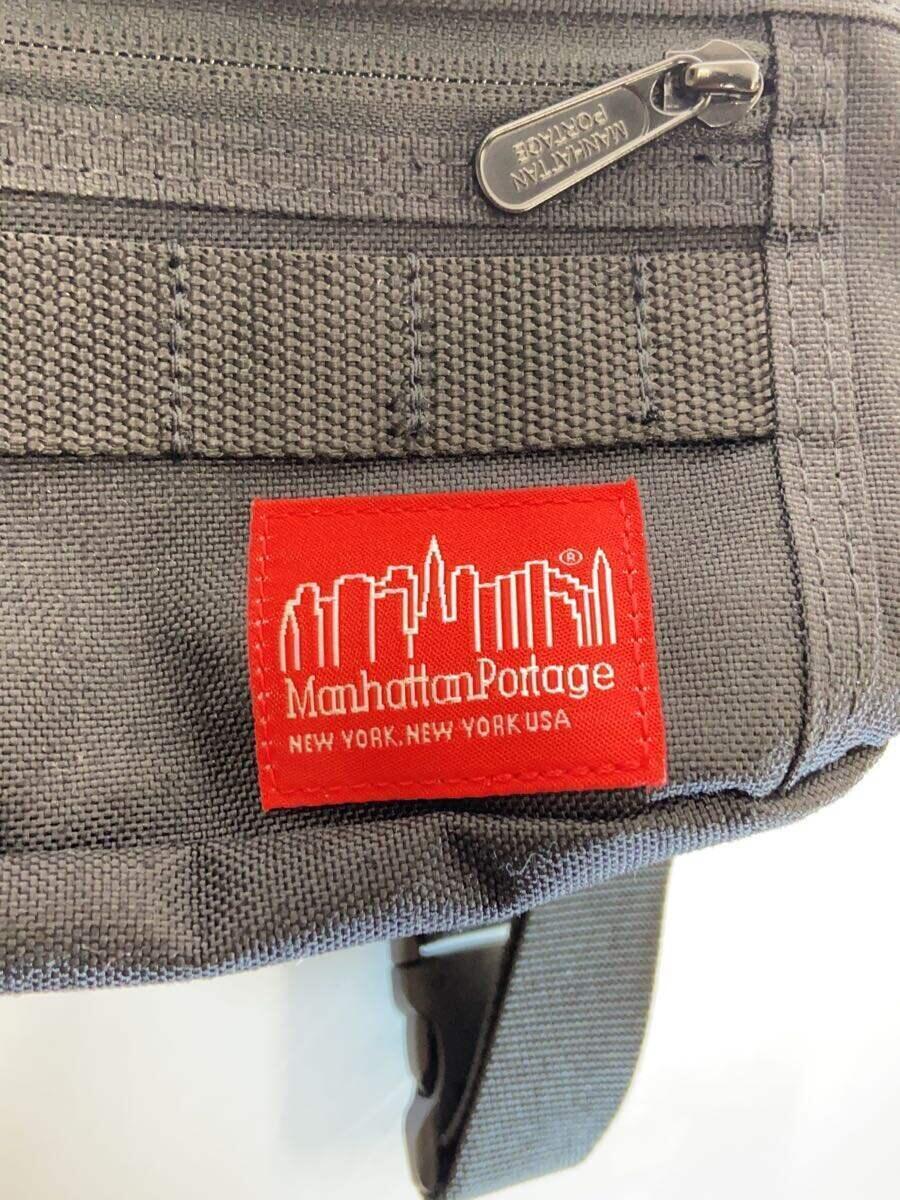 MANHATTAN
PORTAGE
®
ManhattanPortage
NEW YORK, NEW YORK USA